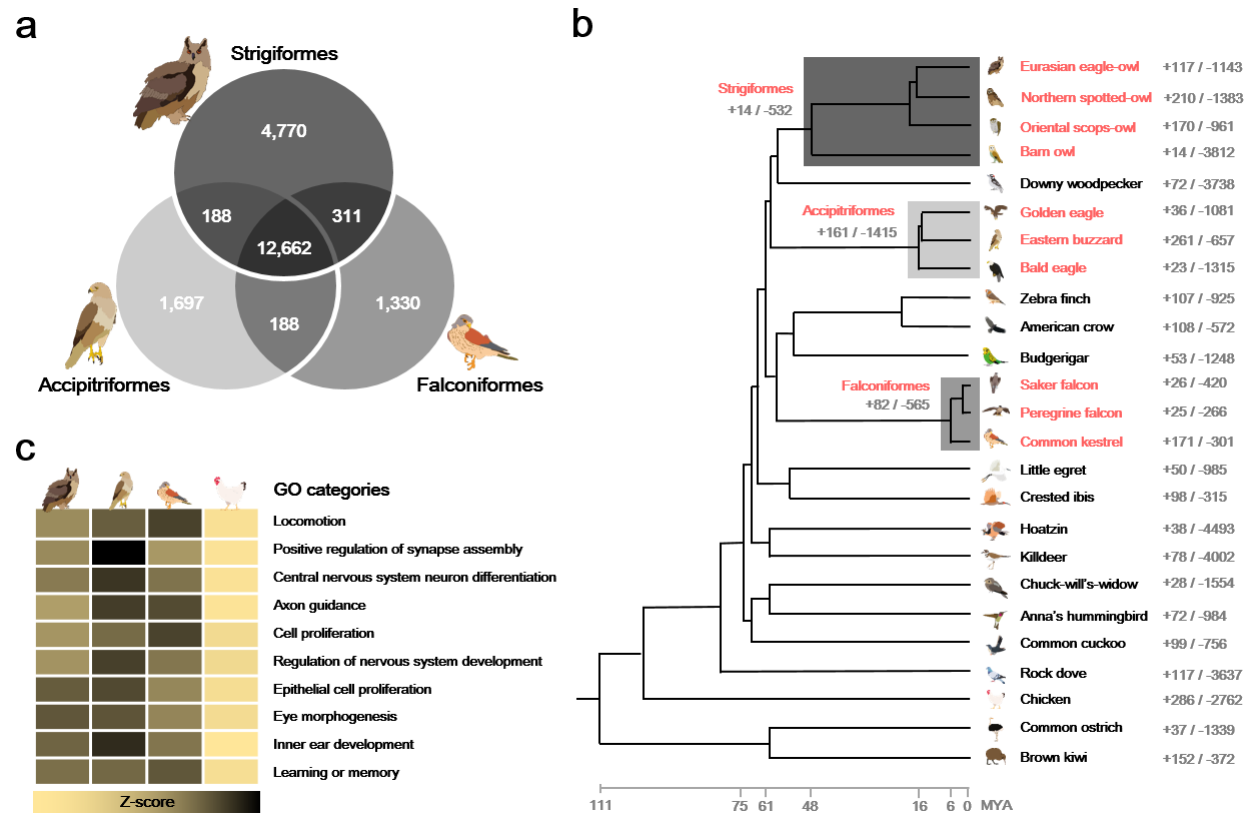 a
Strigiformes
4,770
188
311
12,662
1,697
188
1,330
Accipitriformes
Falconiformes
b
Strigiformes
+14 / -532
Accipitriformes
+161 / -1415
Falconiformes
+82 / -565
Eurasian eagle-owl +117 / -1143
Northern spotted-owl +210 / -1383
Oriental scops-owl +170 / -961
Barn owl +14 / -3812
Downy woodpecker +72 / -3738
Golden eagle +36 / -1081
Eastern buzzard +261 / -657
Bald eagle +23 / -1315
Zebra finch +107 / -925
American crow +108 / -572
Budgerigar +53 / -1248
Saker falcon +26 / -420
Peregrine falcon +25 / -266
Common kestrel +171 / -301
Little egret +50 / -985
Crested ibis +98 / -315
Hoatzin +38 / -4493
Killdeer +78 / -4002
Chuck-will's-widow +28 / -1554
Anna's hummingbird +72 / -984
Common cuckoo +99 / -756
Rock dove +117 / -3637
Chicken +286 / -2762
Common ostrich +37 / -1339
Brown kiwi +152 / -372
111 75 61 48 16 6 0 MYA
c
GO categories
Locomotion
Positive regulation of synapse assembly
Central nervous system neuron differentiation
Axon guidance
Cell proliferation
Regulation of nervous system development
Epithelial cell proliferation
Eye morphogenesis
Inner ear development
Learning or memory
Z-score